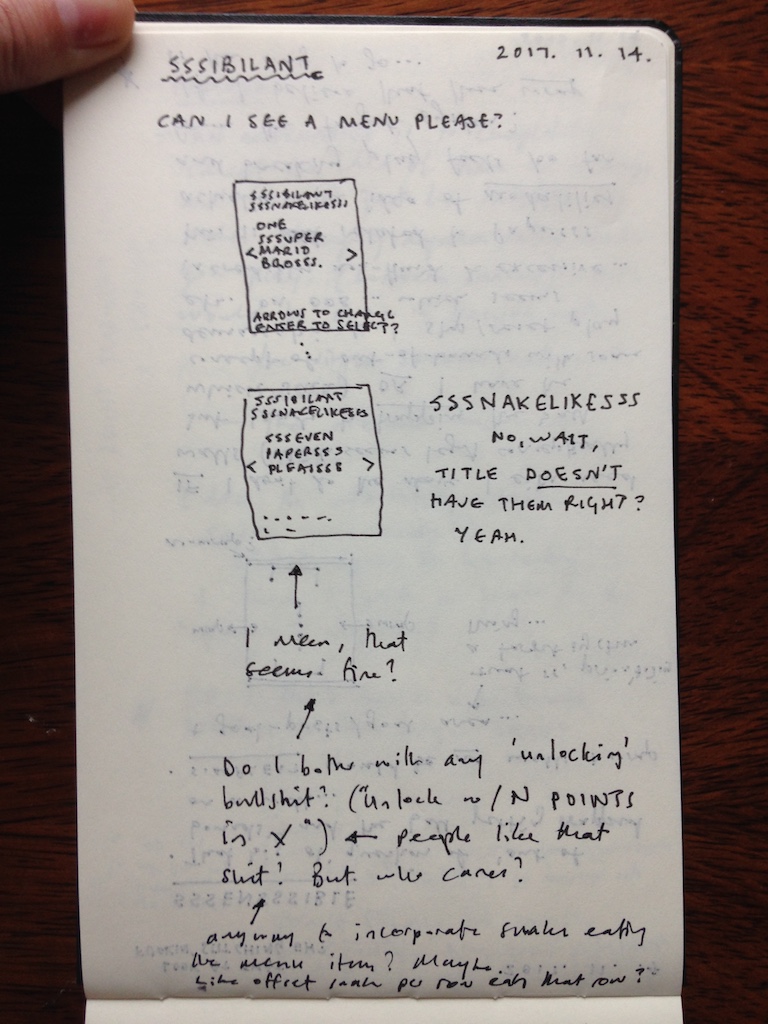 SSSIBILANT
2017. 11. 14.
CAN I SEE A MENU PLEASE?
SSSIBILANT
SSSNAKELIKESSS
ONE
SSSUPER
< MARIO >
BROSSS.
ARROWS TO CHANGE
ENTER TO SELECT?
SSSIBILANT
SSSNAKELIKESSS
SSSEVEN
PAPERSSS
< PLEASSSE >
SSSNAKELIKESSS
NO, WAIT,
TITLE DOESN'T
HAVE THEM RIGHT?
YEAH.
I mean, that
seems fine?
Do I bother with any 'unlocking'
bullshit? ("Unlock w/ N POINTS
in X") ← people like that
shit? But who cares?
anyway to incorporate snake eating
the menu item? Maybe.
Like offset snake per row eats that row?